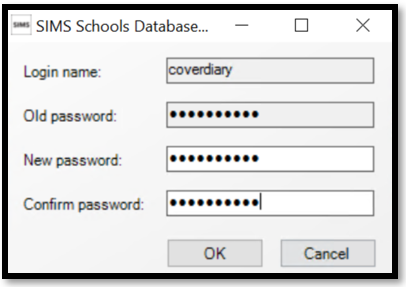 SIMS SIMS Schools Database...
Login name: coverdiary
Old password: ●●●●●●●●●●
New password: ●●●●●●●●●●
Confirm password: ●●●●●●●●●●
OK Cancel